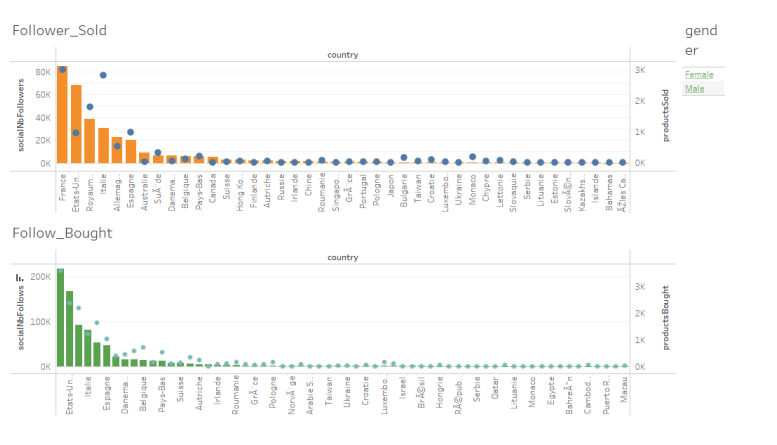 Follower_Sold
gend
er
country
Female
Male
80K
60K
40K
20K
0K
socialNbFollowers
3K
2K
1K
0K
productsSold
France
Etats-Un..
Royaum..
Italie
Allemag..
Espagne
Australie
SuÃ¨de
Danema..
Belgique
Pays-Bas
Canada
Suisse
Hong Ko..
Finlande
Autriche
Russie
Irlande
Chine
Roumanie
Singapo..
GrÃ¨ce
Portugal
Pologne
Japon
Bulgarie
Taiwan
Croatie
Luxembo..
Ukraine
Monaco
Chypre
Lettonie
Slovaquie
Serbie
Lituanie
Estonie
SlovÃ©n..
Kazakhs..
Islande
Bahamas
ÃŽles Ca..
Follow_Bought
country
200K
100K
0K
socialNbFollows
3K
2K
1K
0K
productsBought
Etats-Un..
Italie
Espagne
Danema..
Belgique
Pays-Bas
Suisse
Autriche
Irlande
Roumanie
GrÃ¨ce
Pologne
NorvÃ¨ge
Arabie S..
Taiwan
Ukraine
Croatie
Luxembo..
Israel
BrÃ©sil
Hongrie
RÃ©pub..
Serbie
Qatar
Lituanie
Monaco
Egypte
BahreÃ¯n
Cambod..
Puerto R..
Macau